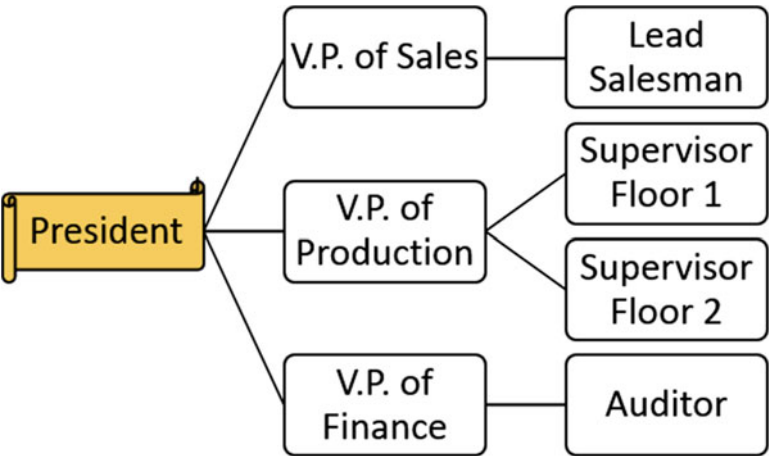 President
V.P. of Sales
Lead
Salesman
V.P. of
Production
Supervisor
Floor 1
Supervisor
Floor 2
V.P. of
Finance
Auditor